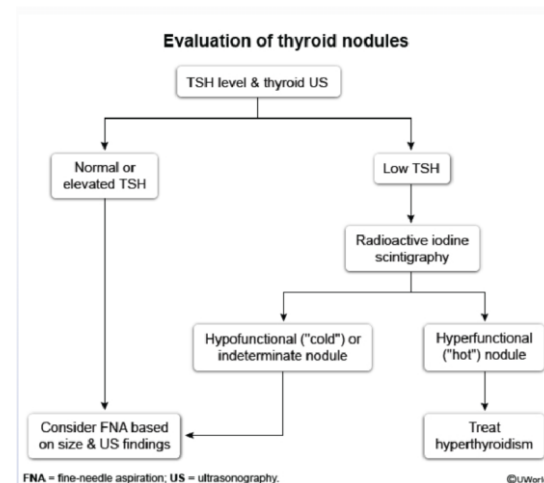 Evaluation of thyroid nodules
TSH level & thyroid US
Normal or
elevated TSH
Low TSH
Radioactive iodine
scintigraphy
Hypofunctional ("cold") or
indeterminate nodule
Hyperfunctional
("hot") nodule
Consider FNA based
on size & US findings
Treat
hyperthyroidism
FNA = fine-needle aspiration; US = ultrasonography.
©UWorl